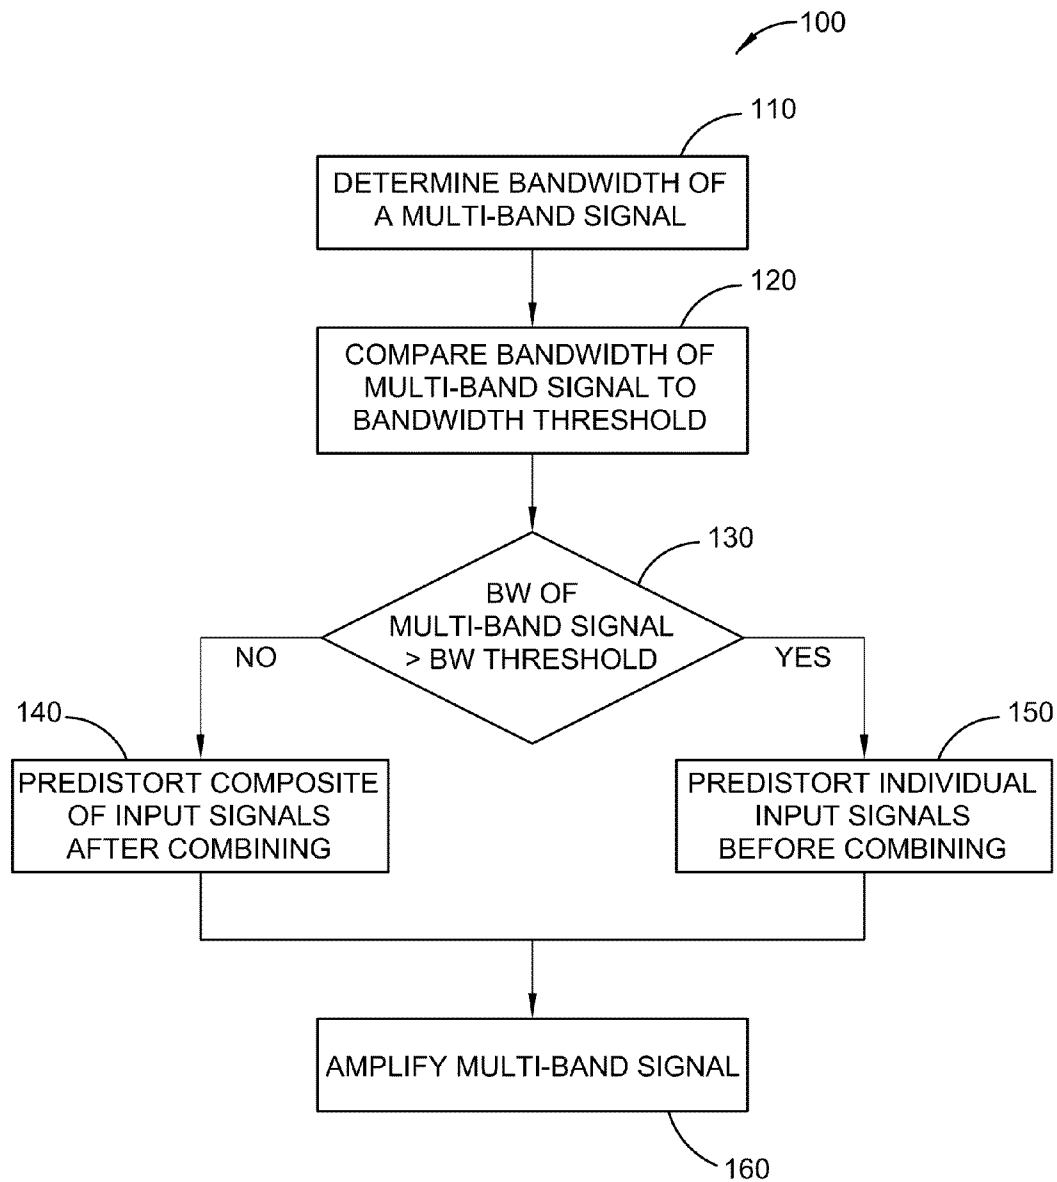 100
110
DETERMINE BANDWIDTH OF
A MULTI-BAND SIGNAL
120
COMPARE BANDWIDTH OF
MULTI-BAND SIGNAL TO
BANDWIDTH THRESHOLD
130
BW OF
MULTI-BAND SIGNAL
> BW THRESHOLD
NO
YES
140
PREDISTORT COMPOSITE
OF INPUT SIGNALS
AFTER COMBINING
150
PREDISTORT INDIVIDUAL
INPUT SIGNALS
BEFORE COMBINING
AMPLIFY MULTI-BAND SIGNAL
160